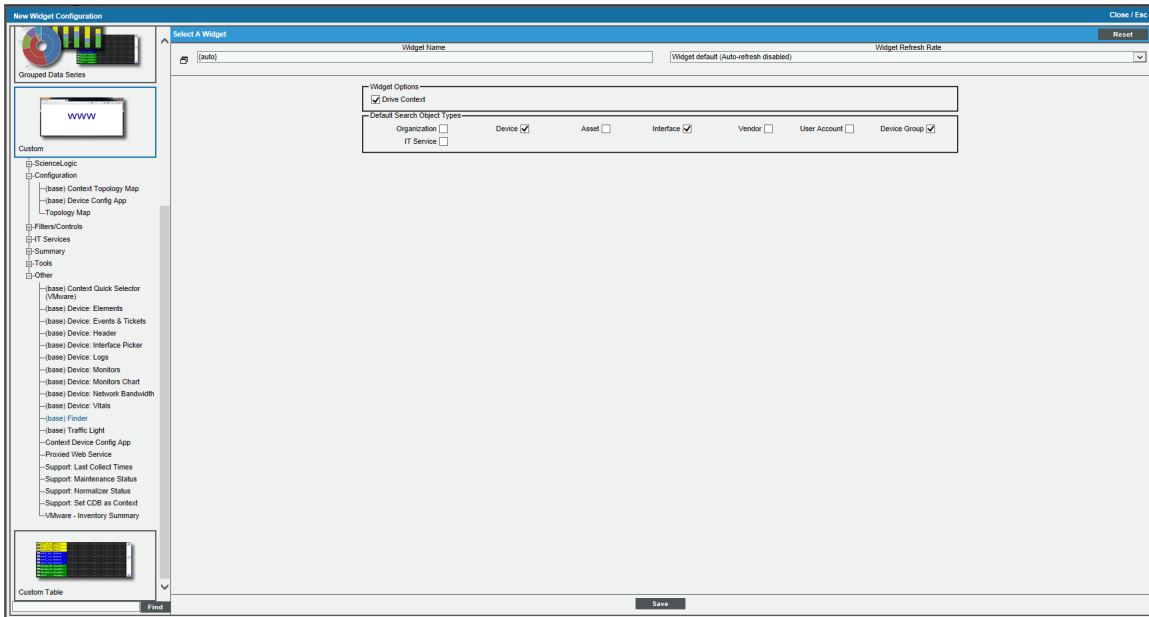 New Widget Configuration
Close / Esc
Grouped Data Series
www
Custom
ScienceLogic
Configuration
(base) Context Topology Map
(base) Device Config App
Topology Map
Filters/Controls
IT Services
Summary
Tools
Other
(base) Context Quick Selector
(VMware)
(base) Device: Elements
(base) Device: Events & Tickets
(base) Device: Header
(base) Device: Interface Picker
(base) Device: Logs
(base) Device: Monitors
(base) Device: Monitors Chart
(base) Device: Network Bandwidth
(base) Device: Vitals
(base) Finder
(base) Traffic Light
Context Device Config App
Proxied Web Service
Support: Last Collect Times
Support: Maintenance Status
Support: Normalizer Status
Support: Set CDB as Context
VMware - Inventory Summary
Custom Table
Find
Select A Widget
Reset
Widget Name
Widget Refresh Rate
{auto}
Widget default (Auto-refresh disabled)
Widget Options
Drive Context
Default Search Object Types
Organization Device Asset Interface Vendor User Account Device Group
IT Service
Save